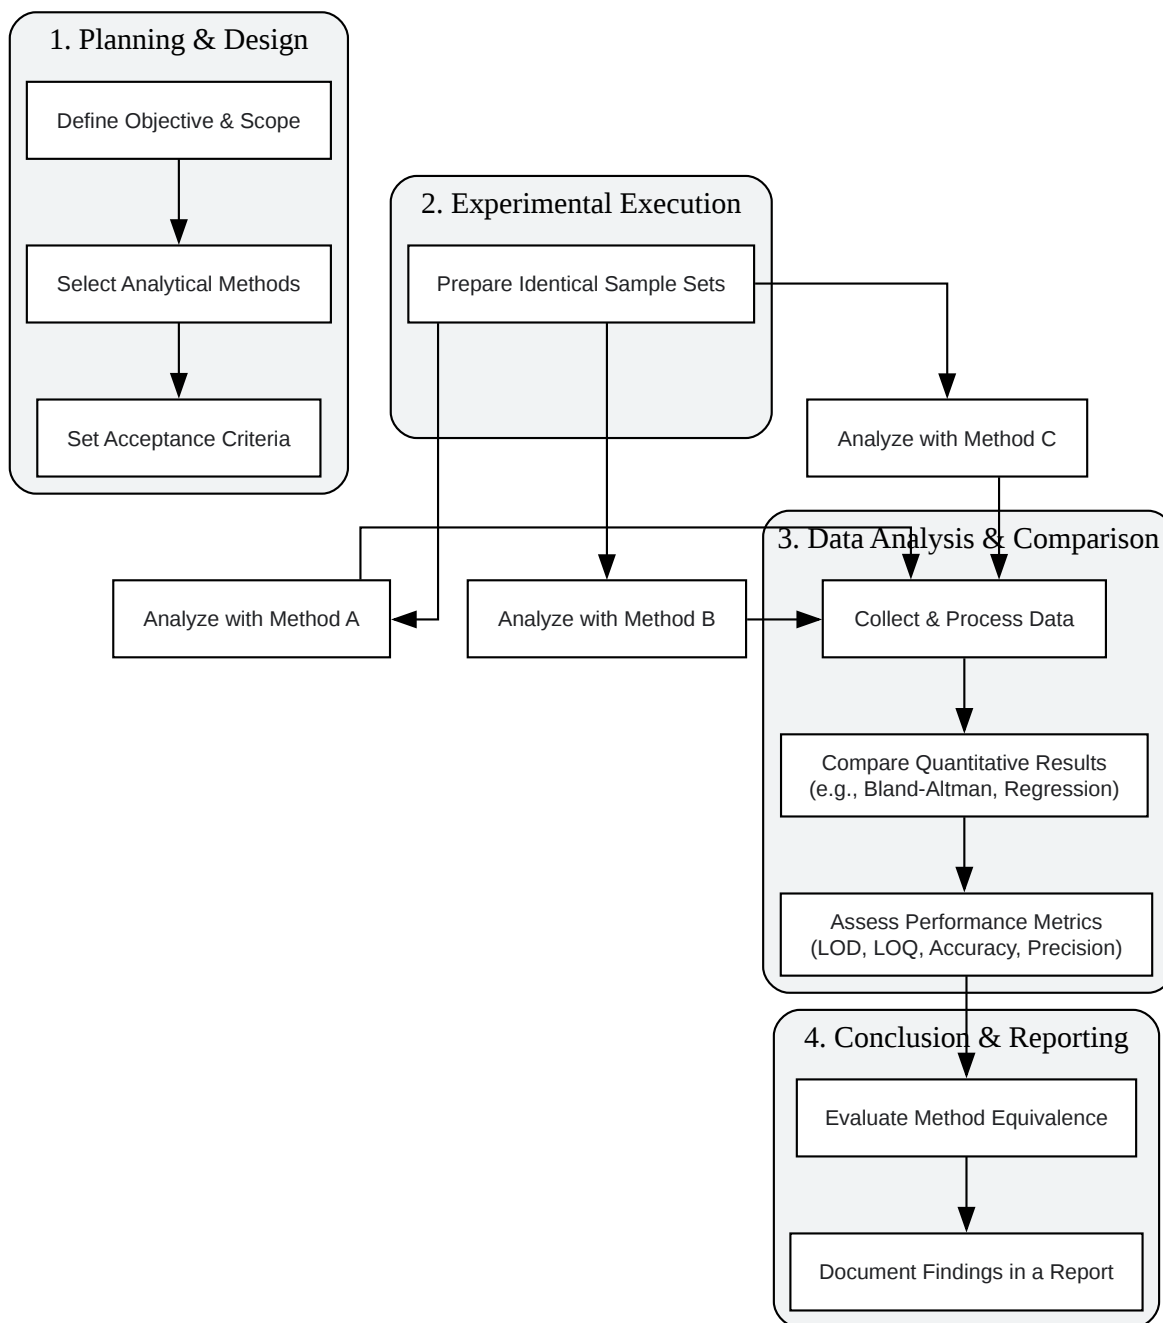 1. Planning & Design
Define Objective & Scope
Select Analytical Methods
Set Acceptance Criteria
2. Experimental Execution
Prepare Identical Sample Sets
Analyze with Method C
Analyze with Method A
Analyze with Method B
3. Data Analysis & Comparison
Collect & Process Data
Compare Quantitative Results
(e.g., Bland-Altman, Regression)
Assess Performance Metrics
(LOD, LOQ, Accuracy, Precision)
4. Conclusion & Reporting
Evaluate Method Equivalence
Document Findings in a Report